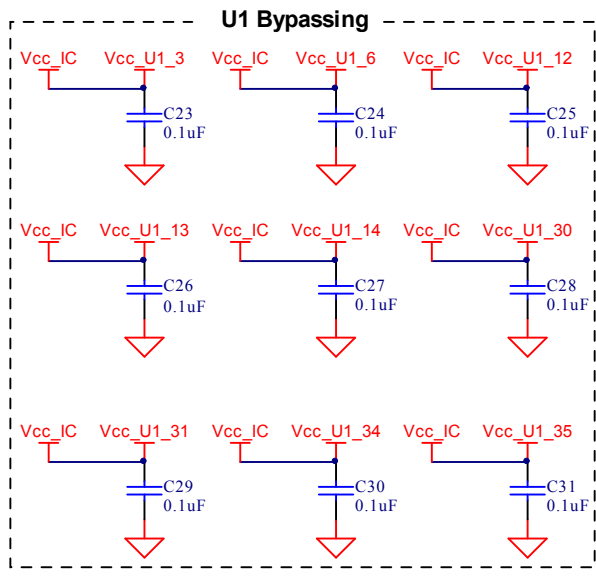 U1 Bypassing
Vcc_IC Vcc_U1_3 Vcc_IC Vcc_U1_6 Vcc_IC Vcc_U1_12
C23 C24 C25
0.1uF 0.1uF 0.1uF
Vcc_IC Vcc_U1_13 Vcc_IC Vcc_U1_14 Vcc_IC Vcc_U1_30
C26 C27 C28
0.1uF 0.1uF 0.1uF
Vcc_IC Vcc_U1_31 Vcc_IC Vcc_U1_34 Vcc_IC Vcc_U1_35
C29 C30 C31
0.1uF 0.1uF 0.1uF